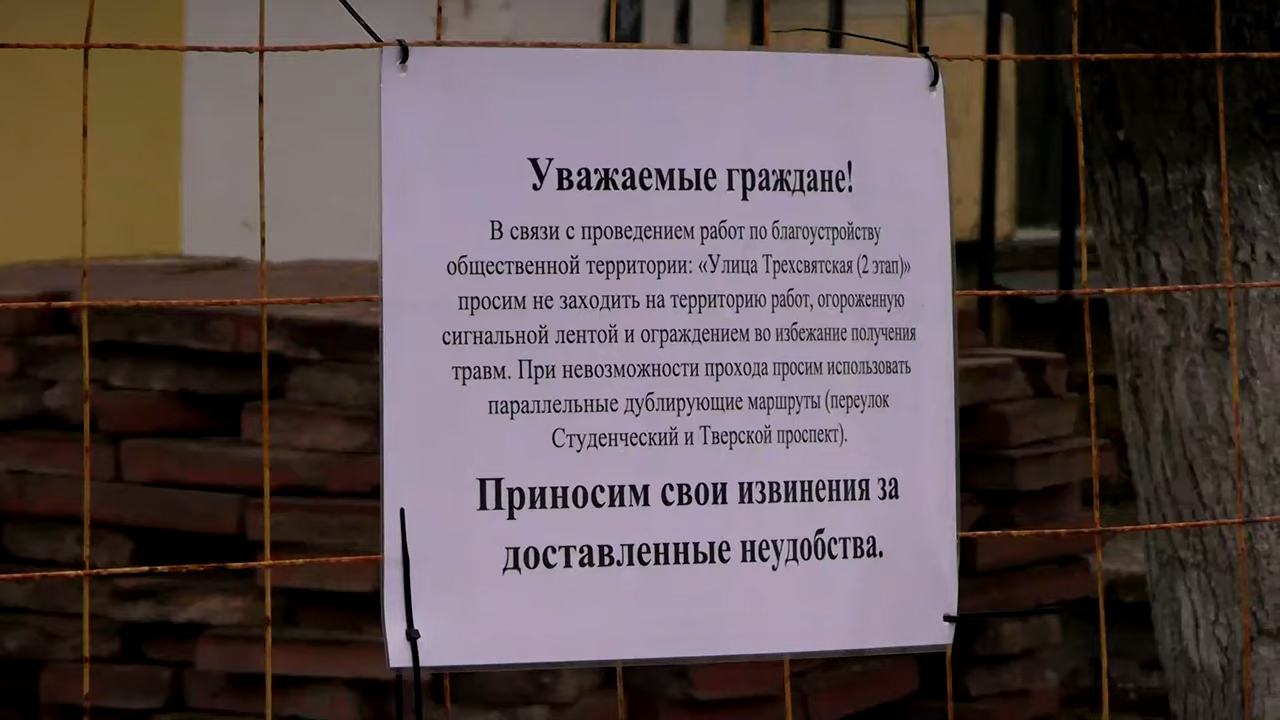 Уважаемые граждане!
В связи с проведением работ по благоустройству
общественной территории: «Улица Трехсвятская (2 этап)»
просим не заходить на территорию работ, огороженную
сигнальной лентой и ограждением во избежание получения
травм. При невозможности прохода просим использовать
параллельные дублирующие маршруты (переулок
Студенческий и Тверской проспект).
Приносим свои извинения за
доставленные неудобства.